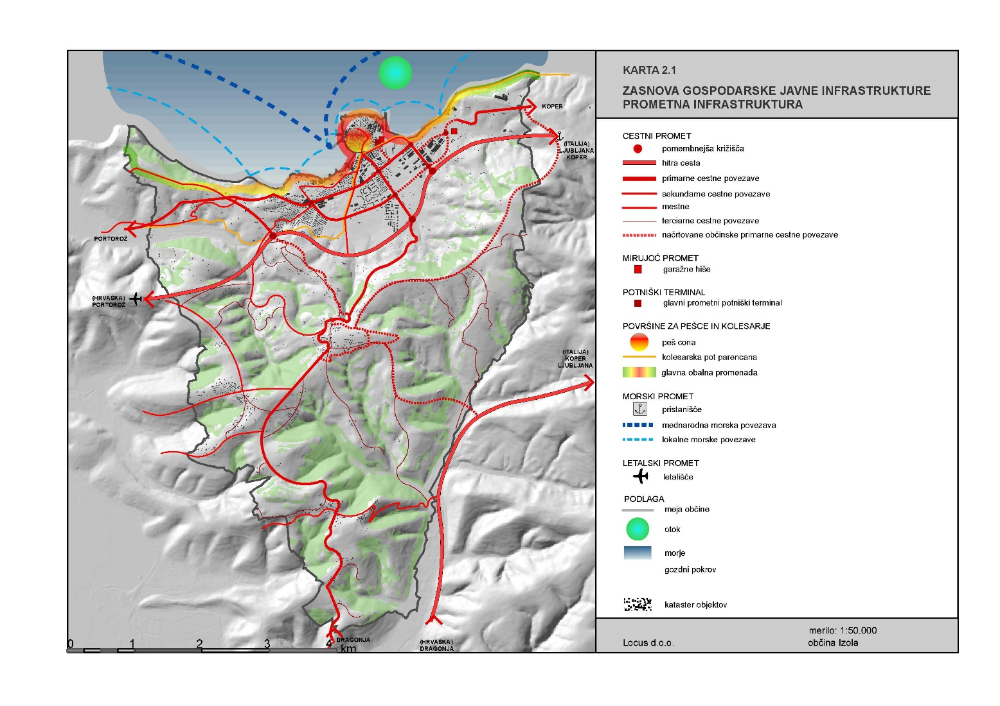 KARTA 2.1
ZASNOVA GOSPODARSKE JAVNE INFRASTRUKTURE
PROMETNA INFRASTRUKTURA
CESTNI PROMET
pomembnejša križišča
hitra cesta
primarne cestne povezave
sekundarne cestne povezave
mestne
terciarne cestne povezave
načrtovane občinske primarne cestne povezave
MIRUJOČ PROMET
garažne hiše
POTNIŠKI TERMINAL
glavni prometni potniški terminal
POVRŠINE ZA PEŠCE IN KOLESARJE
peš cona
kolesarska pot parencana
glavna obalna promenada
MORSKI PROMET
pristanišče
mednarodna morska povezava
lokalne morske povezave
LETALSKI PROMET
letališče
PODLAGA
meja občine
otok
morje
gozdni pokrov
kataster objektov
merilo: 1:50.000
Locus d.o.o.
občina Izola
KOPER
(ITALIJA)
LJUBLJANA
KOPER
PORTOROŽ
(HRVAŠKA)
PORTOROŽ
(ITALIJA)
KOPER
LJUBLJANA
DRAGONJA
(HRVAŠKA)
DRAGONJA
0 1 2 3 4
km